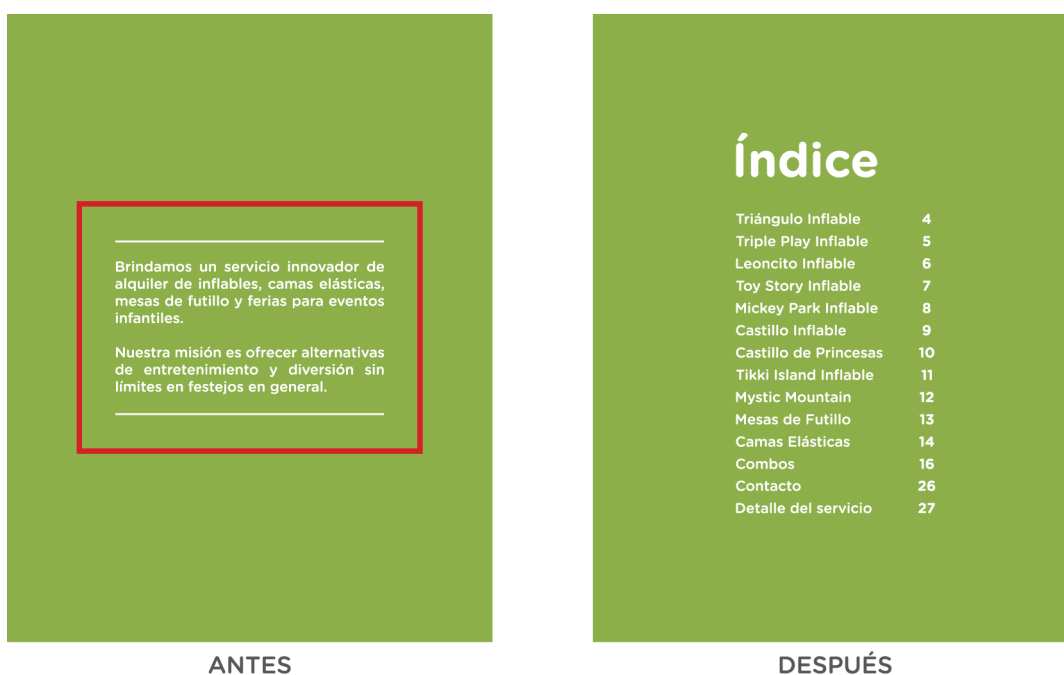 Brindamos un servicio innovador de
alquiler de inflables, camas elásticas,
mesas de futillo y ferias para eventos
infantiles.
Nuestra misión es ofrecer alternativas
de entretenimiento y diversión sin
límites en festejos en general.
ANTES
Índice
Triángulo Inflable 4
Triple Play Inflable 5
Leoncito Inflable 6
Toy Story Inflable 7
Mickey Park Inflable 8
Castillo Inflable 9
Castillo de Princesas 10
Tikki Island Inflable 11
Mystic Mountain 12
Mesas de Futillo 13
Camas Elásticas 14
Combos 16
Contacto 26
Detalle del servicio 27
DESPUÉS